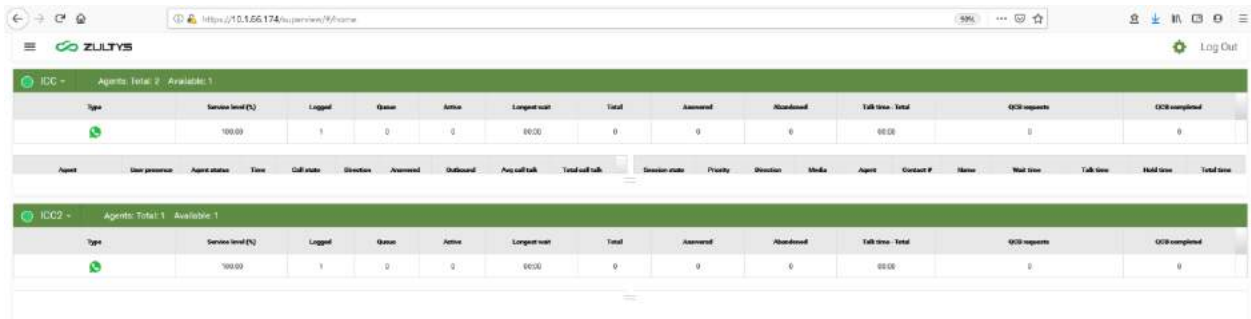 https://10.1.66.174/superview/#/home 50%
ZULTYS Log Out
ICC Agents: Total: 2 Available: 1
Type Service level (%) Logged Queue Active Longest wait Total Answered Abandoned Talk time - Total QCB requests QCB completed
100.00 1 0 0 00:00 0 0 0 00:00 0 0
Agent User presence Agent status Time Call state Direction Answered Outbound Avg call talk Total call talk Session state Priority Direction Media Agent Contact # Name Wait time Talk time Hold time Total time
ICC2 Agents: Total: 1 Available: 1
Type Service level (%) Logged Queue Active Longest wait Total Answered Abandoned Talk time - Total QCB requests QCB completed
100.00 1 0 0 00:00 0 0 0 00:00 0 0